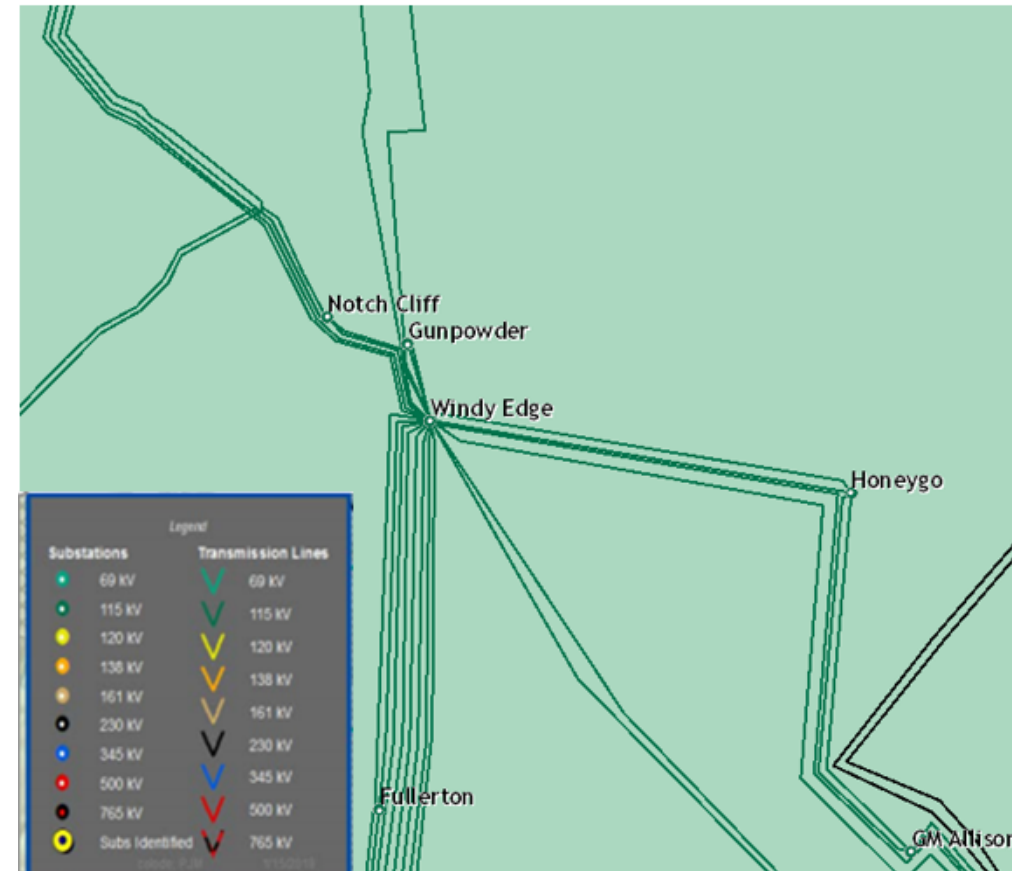 Notch Cliff
Gunpowder
Windy Edge
Honeygo
Legend
Substations Transmission Lines
69 kV 69 kV
115 kV 115 kV
120 kV 120 kV
138 kV 138 kV
161 kV 161 kV
230 kV 230 kV
345 kV 345 kV
500 kV 500 kV
765 kV 765 kV
Subs Identified
Fullerton
GM Allison